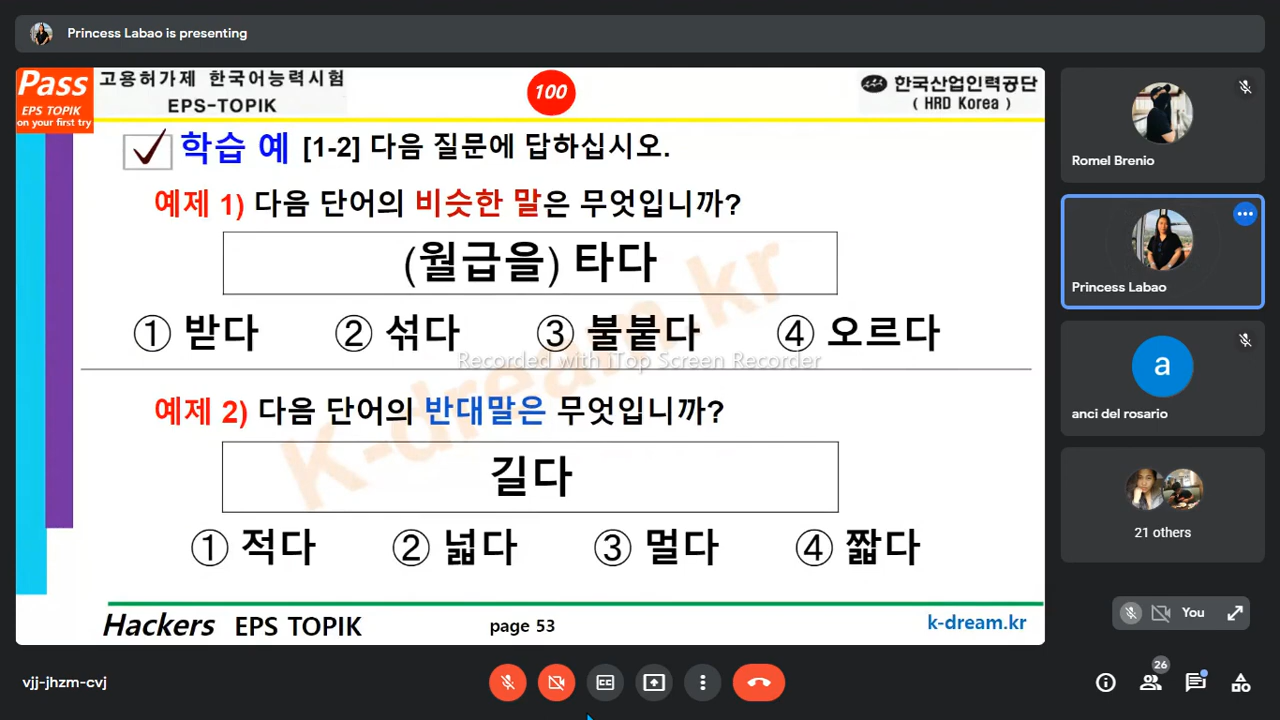 Princess Labao is presenting
Pass
EPS TOPIK
on your first try
고용허가제 한국어능력시험
EPS-TOPIK
100
한국산업인력공단
( HRD Korea )
학습 예 [1-2] 다음 질문에 답하십시오.
예제 1) 다음 단어의 비슷한 말은 무엇입니까?
(월급을) 타다
① 받다 ② 섞다 ③ 불붙다 ④ 오르다
Recorded with iTop Screen Recorder
K-dream.kr
예제 2) 다음 단어의 반대말은 무엇입니까?
길다
① 적다 ② 넓다 ③ 멀다 ④ 짧다
Hackers EPS TOPIK
page 53
k-dream.kr
Romel Brenio
Princess Labao
a
anci del rosario
21 others
You
vjj-jhzm-cvj
CC
26